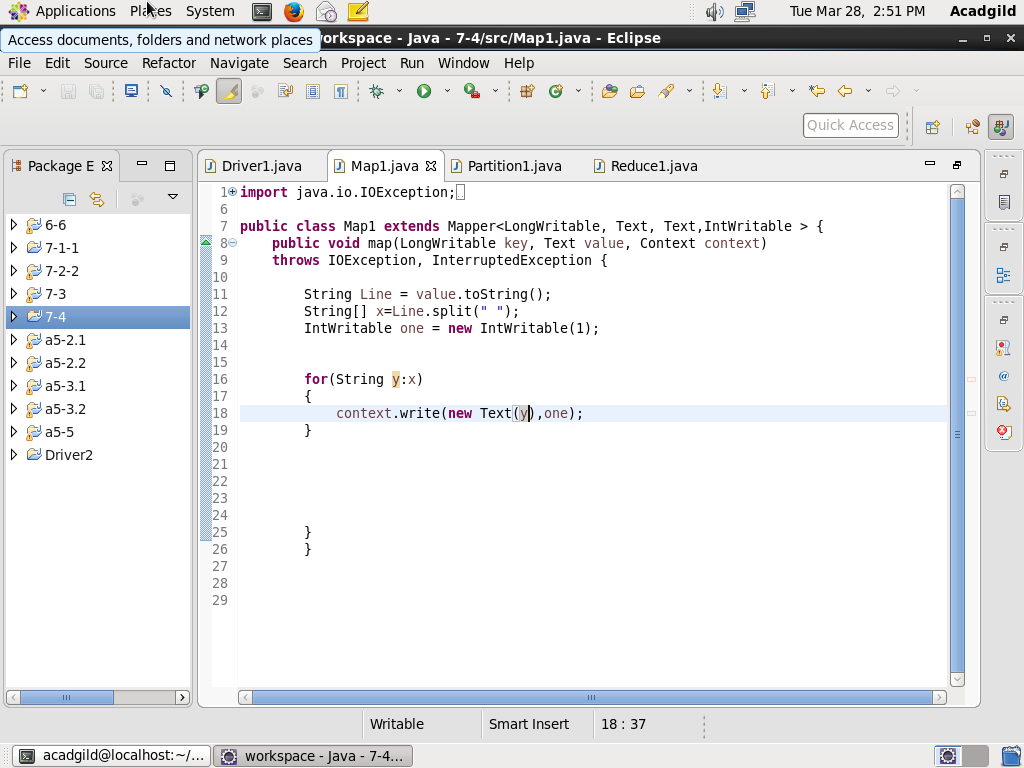 Applications Places System Tue Mar 28, 2:51 PM Acadgild
Access documents, folders and network places
workspace - Java - 7-4/src/Map1.java - Eclipse
File Edit Source Refactor Navigate Search Project Run Window Help
Quick Access
Package E Driver1.java Map1.java Partition1.java Reduce1.java
6-6
7-1-1
7-2-2
7-3
7-4
a5-2.1
a5-2.2
a5-3.1
a5-3.2
a5-5
Driver2
1 import java.io.IOException;
6
7 public class Map1 extends Mapper<LongWritable, Text, Text,IntWritable > {
8 public void map(LongWritable key, Text value, Context context)
9 throws IOException, InterruptedException {
10
11 String Line = value.toString();
12 String[] x=Line.split(" ");
13 IntWritable one = new IntWritable(1);
14
15
16 for(String y:x)
17 {
18 context.write(new Text(y),one);
19 }
20
21
22
23
24
25 }
26 }
27
28
29
Writable Smart Insert 18 : 37
acadgild@localhost:~/... workspace - Java - 7-4...